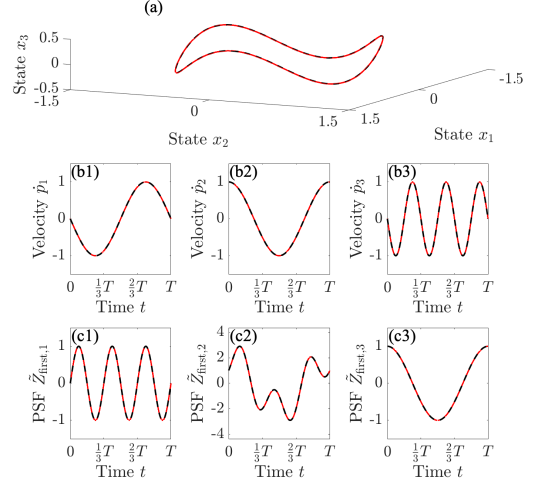 (a)
State x₃
0.5
0
-0.5
-1.5
0
1.5
State x₂
1.5
0
-1.5
State x₁
(b1)
Velocity ṗ₁
1
0
-1
0 1/3T 2/3T T
Time t
(b2)
Velocity ṗ₂
1
0
-1
0 1/3T 2/3T T
Time t
(b3)
Velocity ṗ₃
1
0
-1
0 1/3T 2/3T T
Time t
(c1)
PSF Z̃first,1
1
0
-1
0 1/3T 2/3T T
Time t
(c2)
PSF Z̃first,2
4
2
0
-2
-4
0 1/3T 2/3T T
Time t
(c3)
PSF Z̃first,3
1
0
-1
0 1/3T 2/3T T
Time t